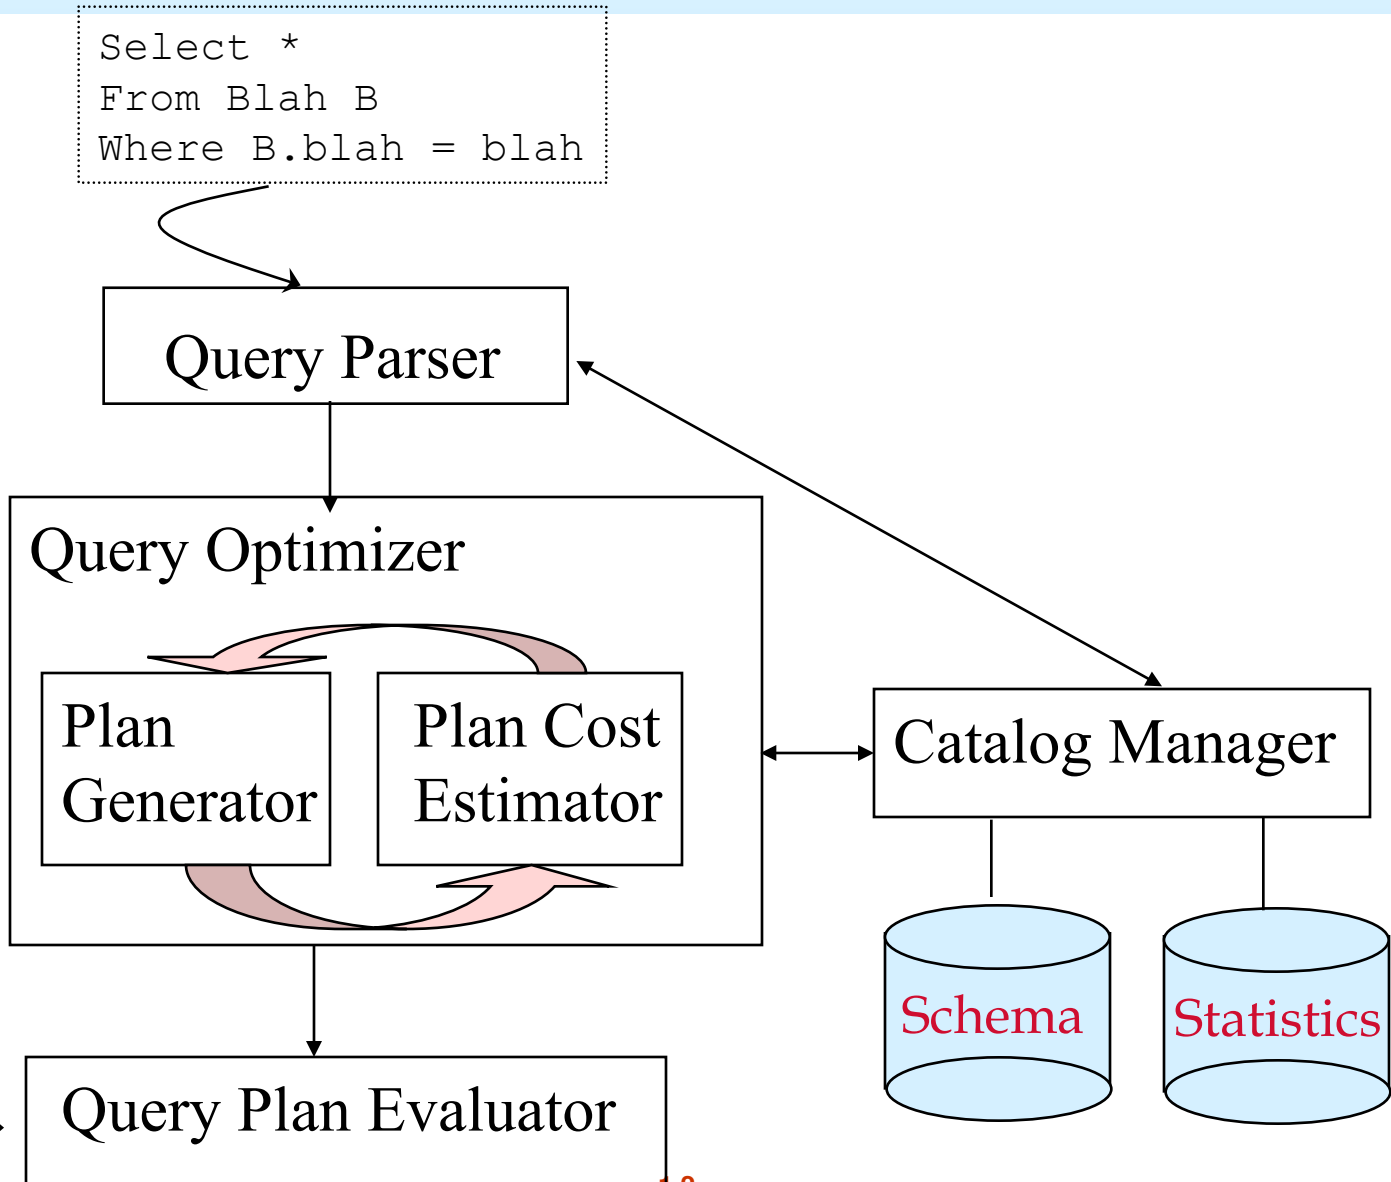 Select *
From Blah B
Where B.blah = blah
Query Parser
Query Optimizer
Plan
Generator
Plan Cost
Estimator
Catalog Manager
Schema
Statistics
Query Plan Evaluator